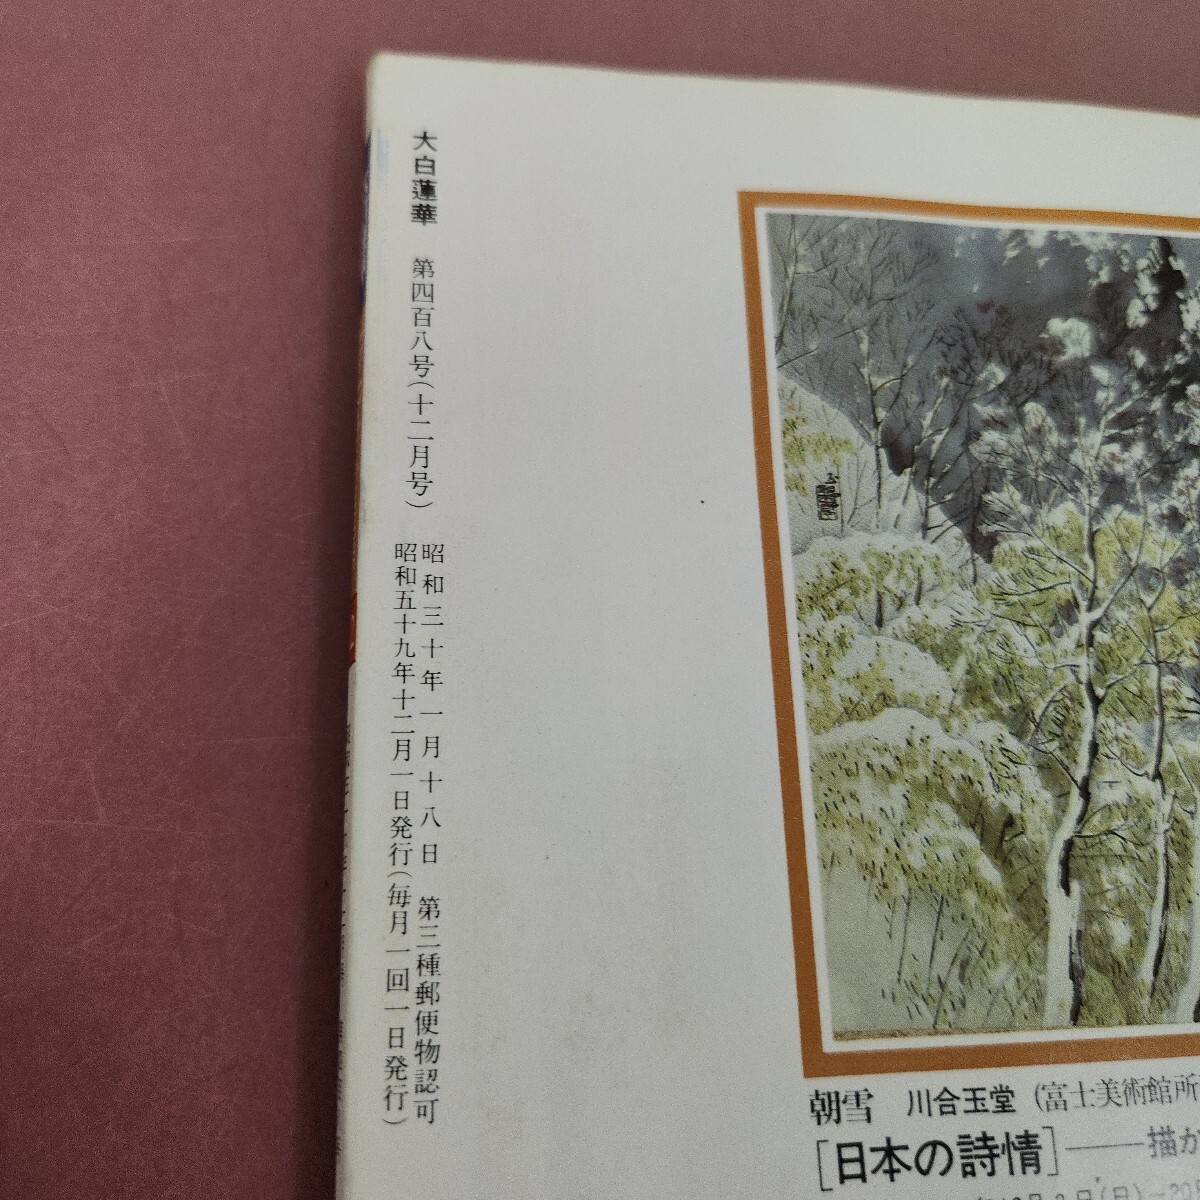 大白蓮華 第四百八号(十二月号)
昭和三十年一月十八日 第三種郵便物認可
昭和五十九年十二月一日発行(毎月一回一日発行)
朝雪 川合玉堂 (富士美術館所
[日本の詩情]——描か